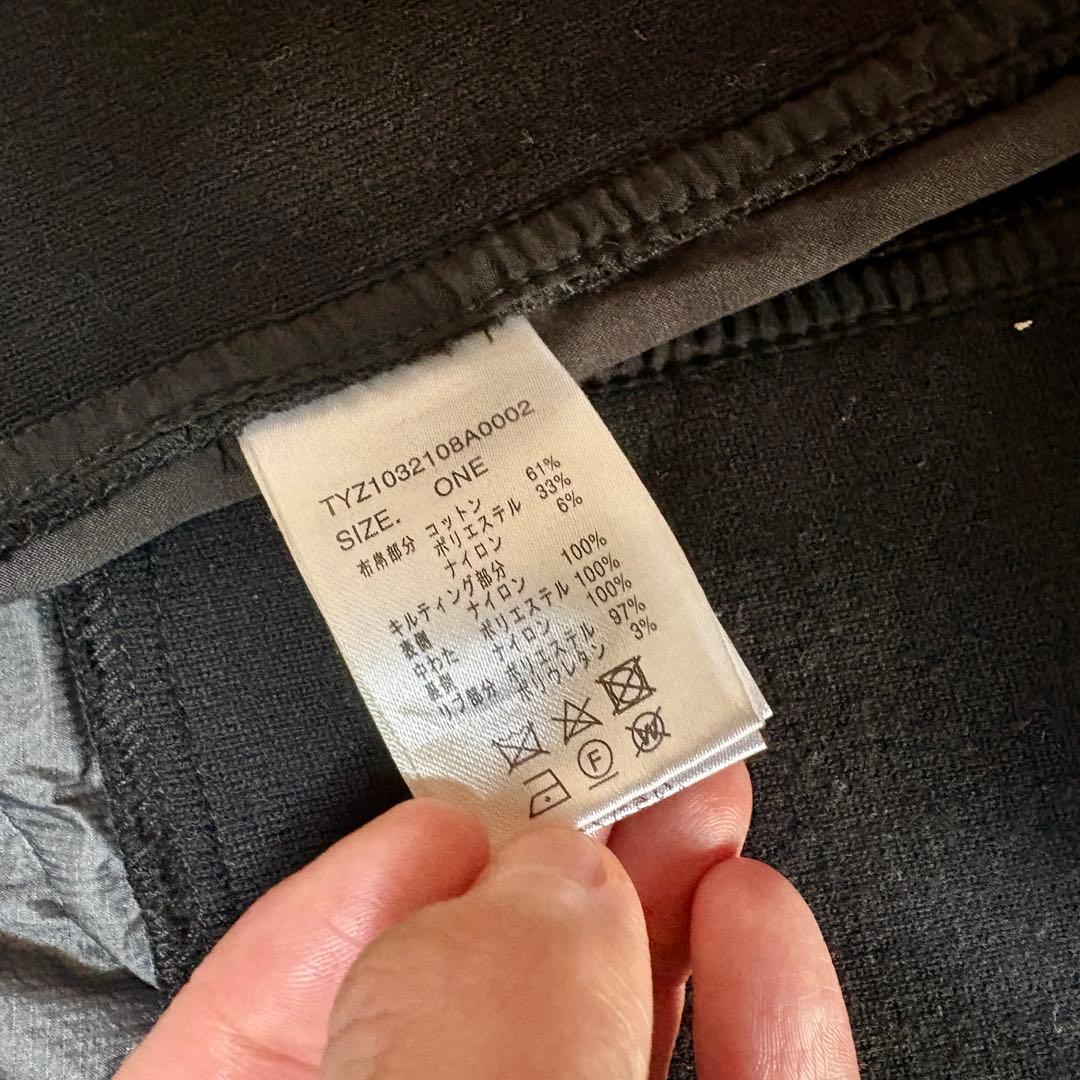 TYZ103210BA0002
SIZE. ONE
布帛部分 コットン 61%
ポリエステル 33%
ナイロン 6%
キルティング部分
表側 ナイロン 100%
中わた ポリエステル 100%
裏側 ナイロン 100%
リブ部分 ポリエステル 97%
ポリウレタン 3%
W
F